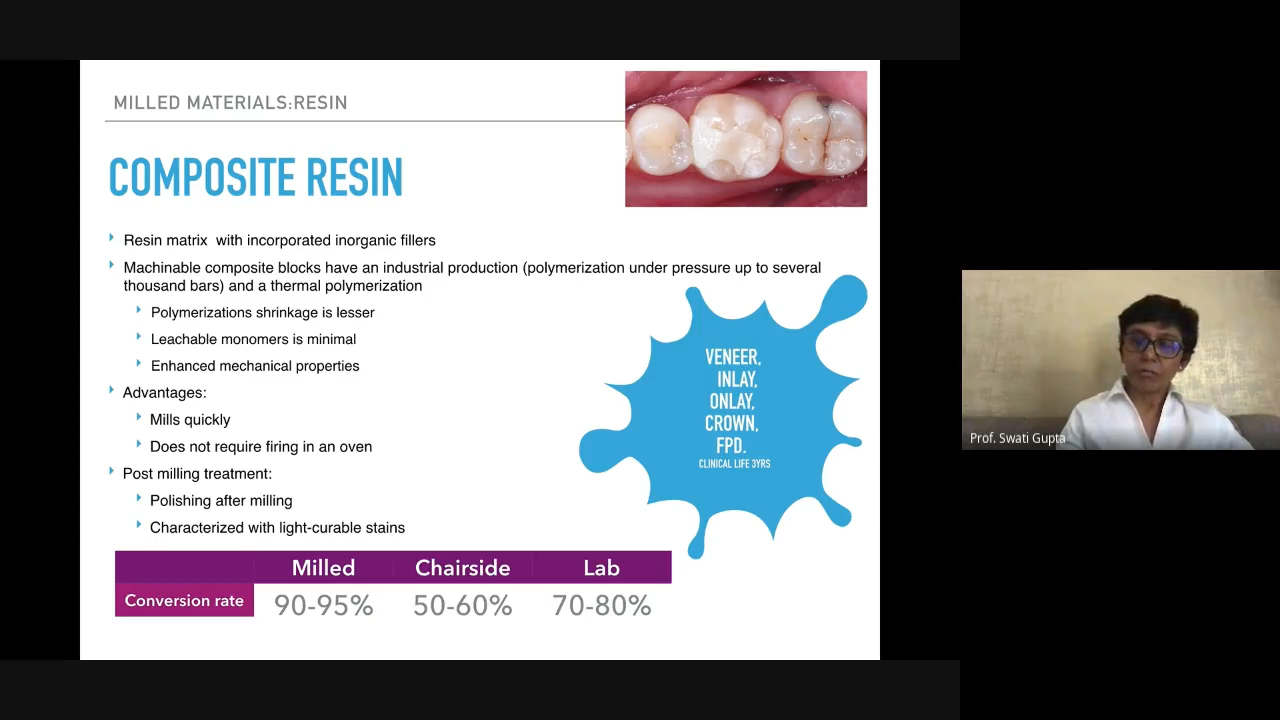 MILLED MATERIALS:RESIN
COMPOSITE RESIN
Resin matrix with incorporated inorganic fillers
Machinable composite blocks have an industrial production (polymerization under pressure up to several
thousand bars) and a thermal polymerization
Polymerizations shrinkage is lesser
Leachable monomers is minimal
Enhanced mechanical properties
Advantages:
Mills quickly
Does not require firing in an oven
Post milling treatment:
Polishing after milling
Characterized with light-curable stains
VENEER,
INLAY,
ONLAY,
CROWN,
FPD.
CLINICAL LIFE 3YRS
Milled Chairside Lab
Conversion rate 90-95% 50-60% 70-80%
Prof. Swati Gupta